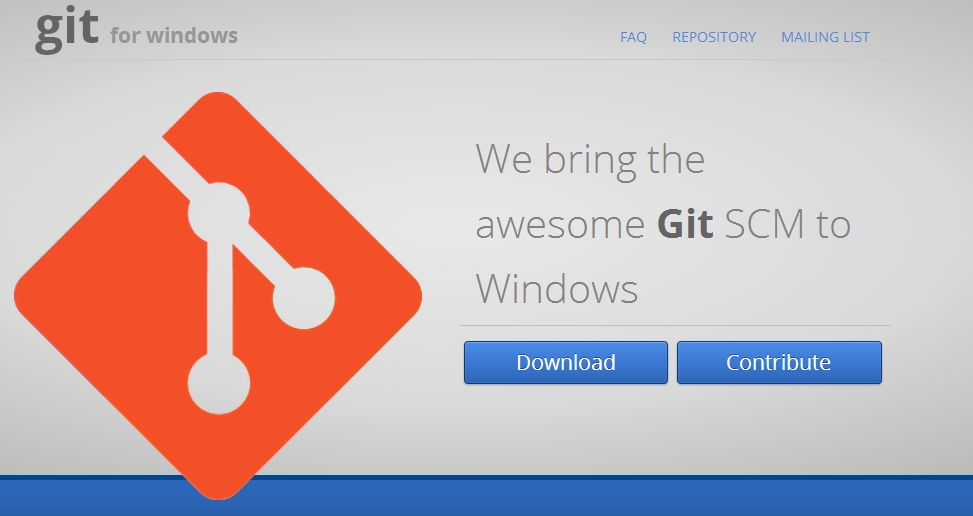 git for windows
FAQ REPOSITORY MAILING LIST
We bring the
awesome Git SCM to
Windows
Download Contribute